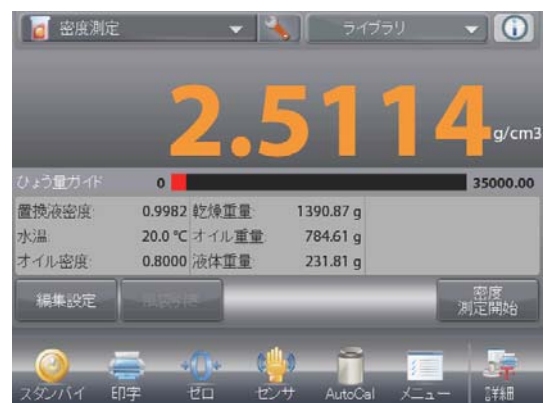 密度測定 ライブラリ
2.5114 g/cm3
ひょう量ガイド 0 35000.00
置換液密度: 0.9982 乾燥重量: 1390.87 g
水温: 20.0 °C オイル重量: 784.61 g
オイル密度: 0.8000 液体重量: 231.81 g
編集設定 密度
測定開始
スタンバイ 印字 ゼロ センサ AutoCal メニュー 詳細